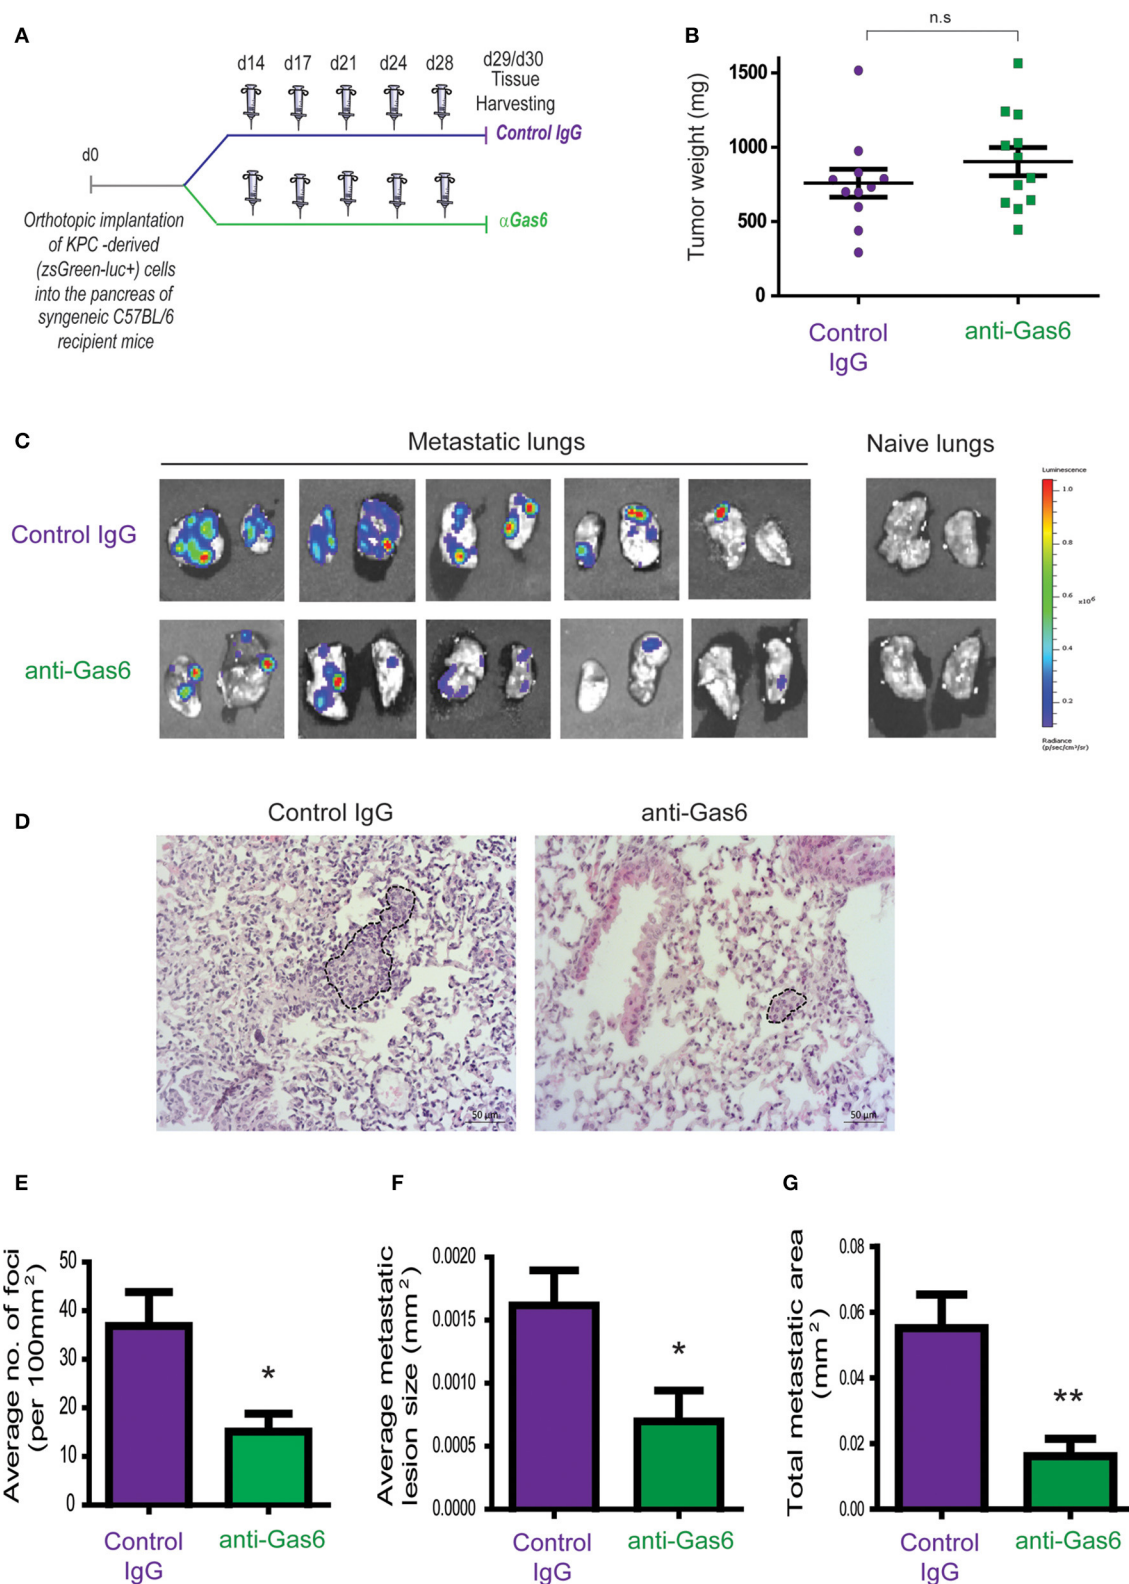 A
d14 d17 d21 d24 d28 d29/d30
Tissue
Harvesting
Control IgG
d0
αGas6
Orthotopic implantation
of KPC -derived
(zsGreen-luc+) cells
into the pancreas of
syngeneic C57BL/6
recipient mice
B
n.s
Tumor weight (mg)
1500
1000
500
0
Control
IgG
anti-Gas6
C
Metastatic lungs
Naive lungs
Control IgG
anti-Gas6
Luminescence
1.0
0.8
0.6
x10⁶
0.4
0.2
Radiance
(p/sec/cm²/sr)
D
Control IgG
anti-Gas6
50 µm
50 µm
E
Average no. of foci
(per 100mm²)
50
40
30
20
10
0
*
Control
IgG
anti-Gas6
F
Average metastatic
lesion size (mm²)
0.0020
0.0015
0.0010
0.0005
0.0000
*
Control
IgG
anti-Gas6
G
Total metastatic area
(mm²)
0.08
0.06
0.04
0.02
0.00
**
Control
IgG
anti-Gas6